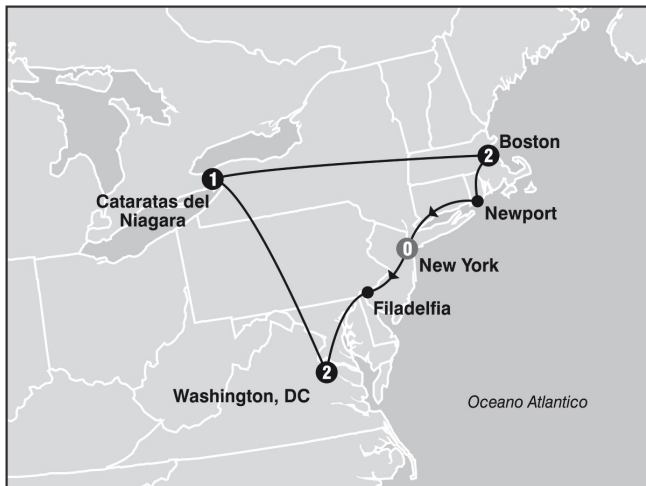 2
Boston
1
Cataratas del
Niagara
Newport
0
New York
Filadelfia
2
Washington, DC
Oceano Atlantico